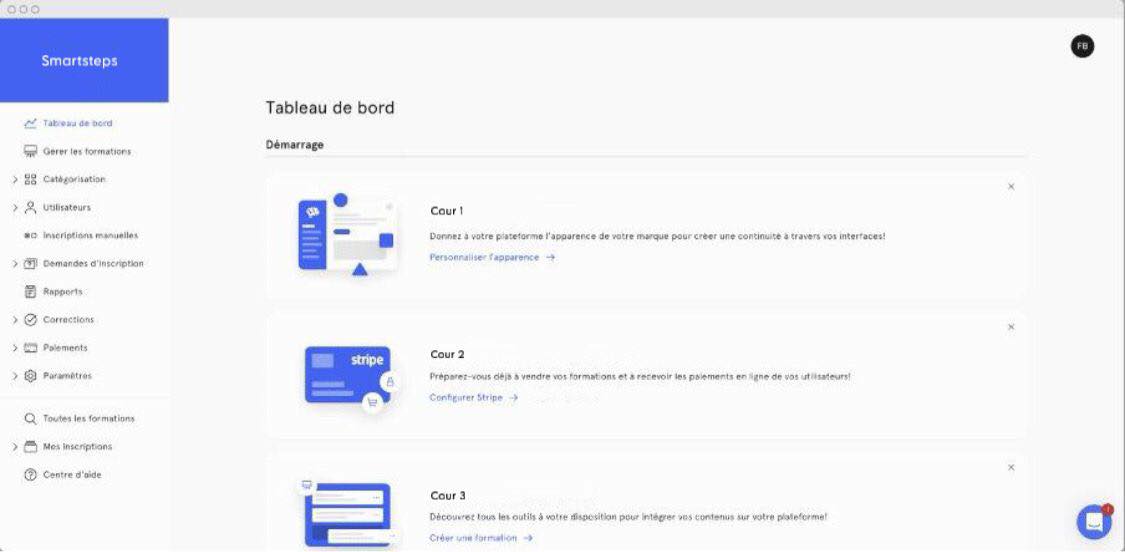 Smartsteps
FB
Tableau de bord
Gérer les formations
Catégorisation
Utilisateurs
Inscriptions manuelles
Demandes d'inscription
Rapports
Corrections
Paiements
Paramètres
Toutes les formations
Mes inscriptions
Centre d'aide
Tableau de bord
Démarrage
Cour 1
Donnez à votre plateforme l'apparence de votre marque pour créer une continuité à travers vos interfaces!
Personnaliser l'apparence
stripe
Cour 2
Préparez-vous déjà à vendre vos formations et à recevoir les paiements en ligne de vos utilisateurs!
Configurer Stripe
Cour 3
Découvrez tous les outils à votre disposition pour intégrer vos contenus sur votre plateforme!
Créer une formation